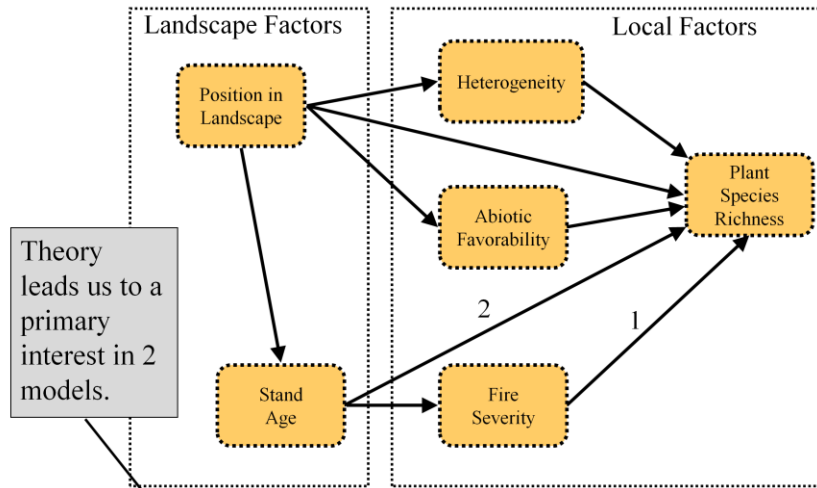 Landscape Factors
Local Factors
Position in
Landscape
Heterogeneity
Plant
Species
Richness
Abiotic
Favorability
Theory
leads us to a
primary
interest in 2
models.
2
1
Stand
Age
Fire
Severity